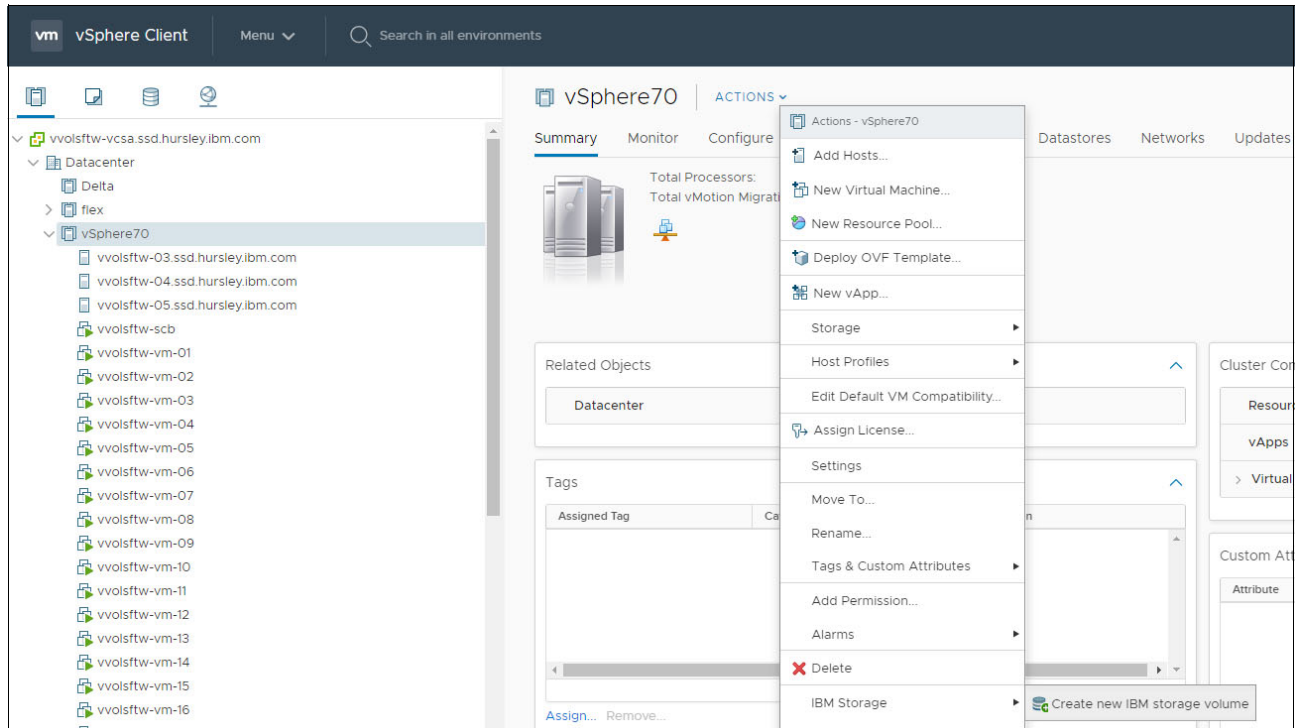 vm vSphere Client Menu Search in all environments
vSphere70 ACTIONS
vvolsftw-vcsa.ssd.hursley.ibm.com
Datacenter
Delta
flex
vSphere70
vvolsftw-03.ssd.hursley.ibm.com
vvolsftw-04.ssd.hursley.ibm.com
vvolsftw-05.ssd.hursley.ibm.com
vvolsftw-scb
vvolsftw-vm-01
vvolsftw-vm-02
vvolsftw-vm-03
vvolsftw-vm-04
vvolsftw-vm-05
vvolsftw-vm-06
vvolsftw-vm-07
vvolsftw-vm-08
vvolsftw-vm-09
vvolsftw-vm-10
vvolsftw-vm-11
vvolsftw-vm-12
vvolsftw-vm-13
vvolsftw-vm-14
vvolsftw-vm-15
vvolsftw-vm-16
Summary Monitor Configure Datastores Networks Updates
Total Processors:
Total vMotion Migrati
Related Objects
Datacenter
Tags
Assigned Tag Ca n
Assign... Remove...
Actions - vSphere70
Add Hosts...
New Virtual Machine...
New Resource Pool...
Deploy OVF Template...
New vApp...
Storage
Host Profiles
Edit Default VM Compatibility...
Assign License...
Settings
Move To...
Rename...
Tags & Custom Attributes
Add Permission...
Alarms
Delete
IBM Storage
Create new IBM storage volume
Cluster Con
Resour
vApps
Virtual
Custom Att
Attribute